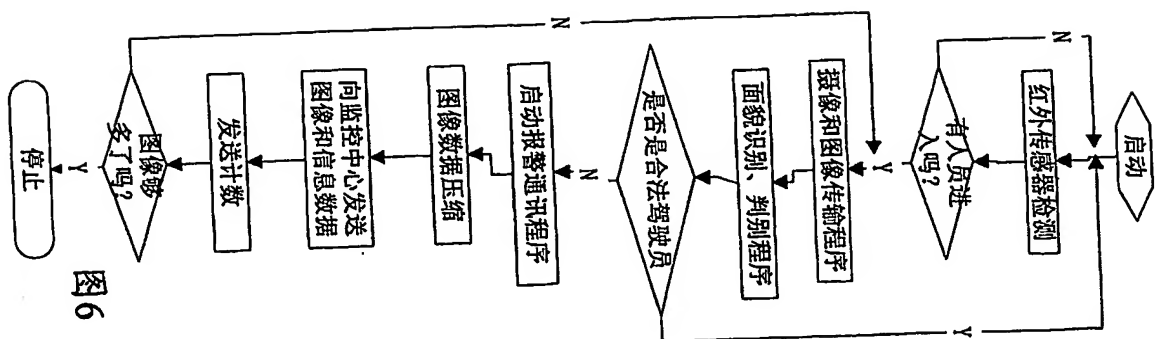 启动
红外传感器检测
有人员进
入吗？
N
Y
摄像和图像传输程序
面貌识别、判别程序
是否是合法驾驶员
Y
N
启动报警通讯程序
图像数据压缩
向监控中心发送
图像和信息数据
发送计数
图像够
多了吗？
N
Y
停止
图6